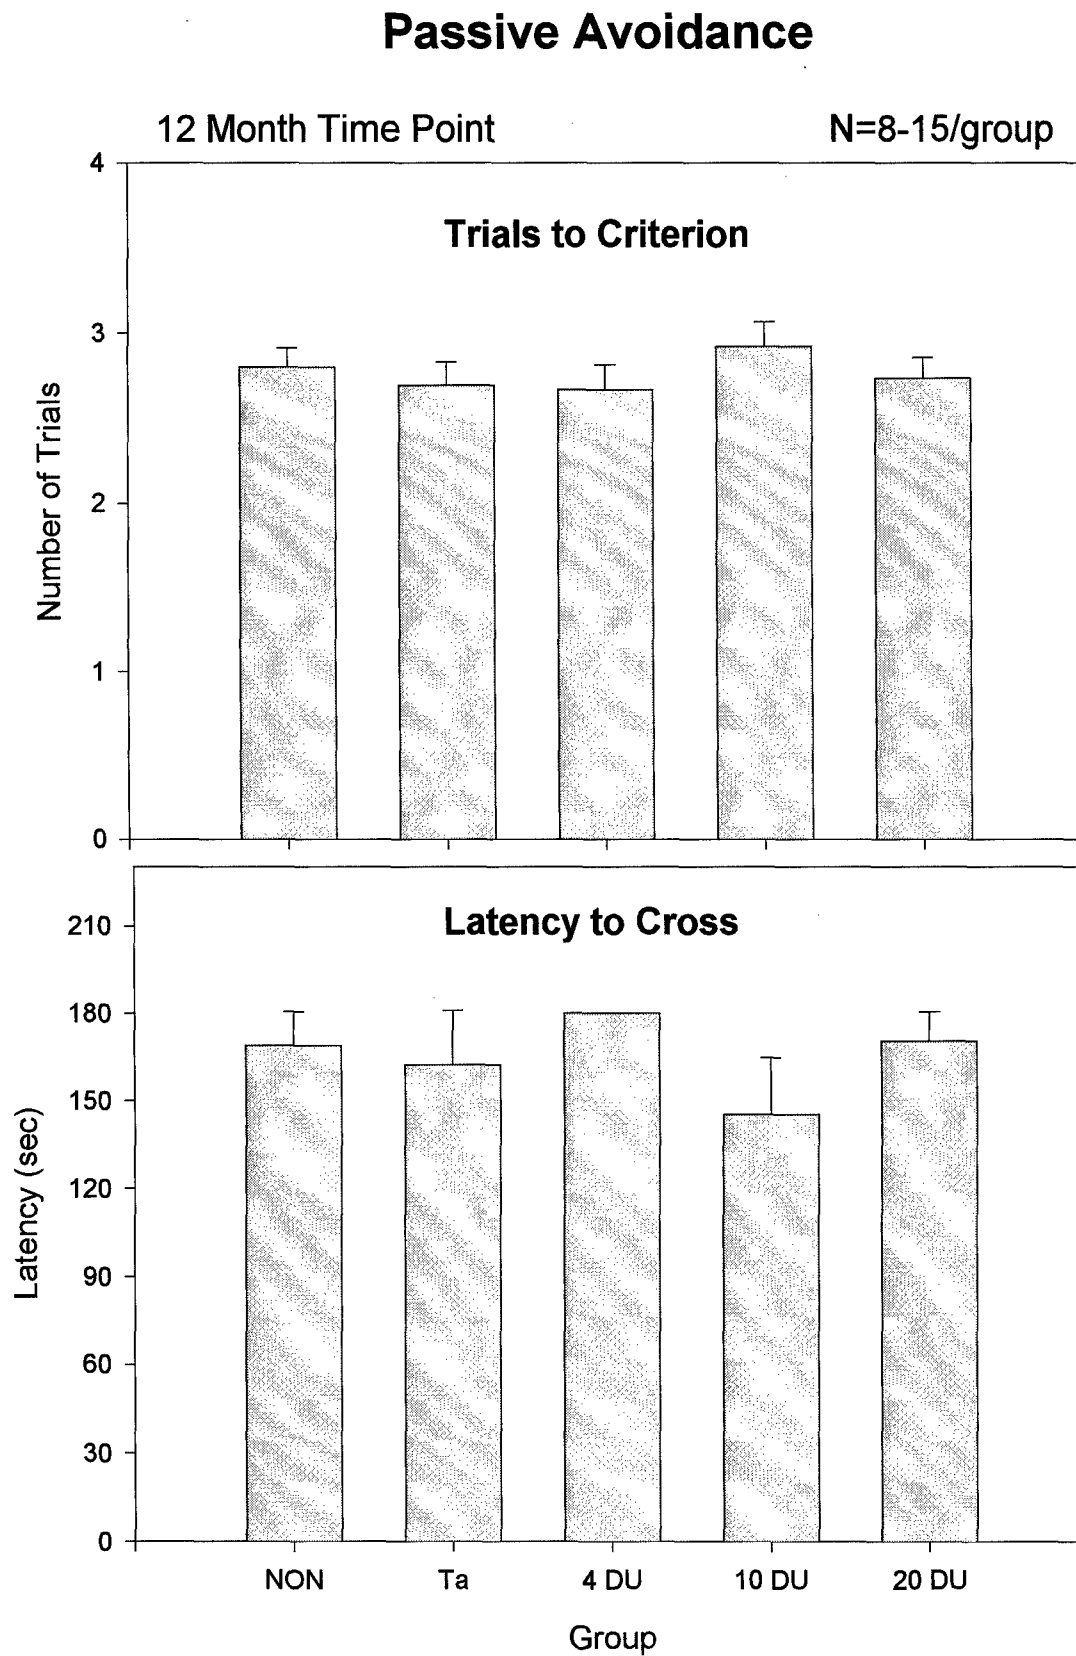 Passive Avoidance
12 Month Time Point N=8-15/group
Trials to Criterion
Number of Trials
4
3
2
1
0
Latency to Cross
Latency (sec)
210
180
150
120
90
60
30
0
NON Ta 4 DU 10 DU 20 DU
Group